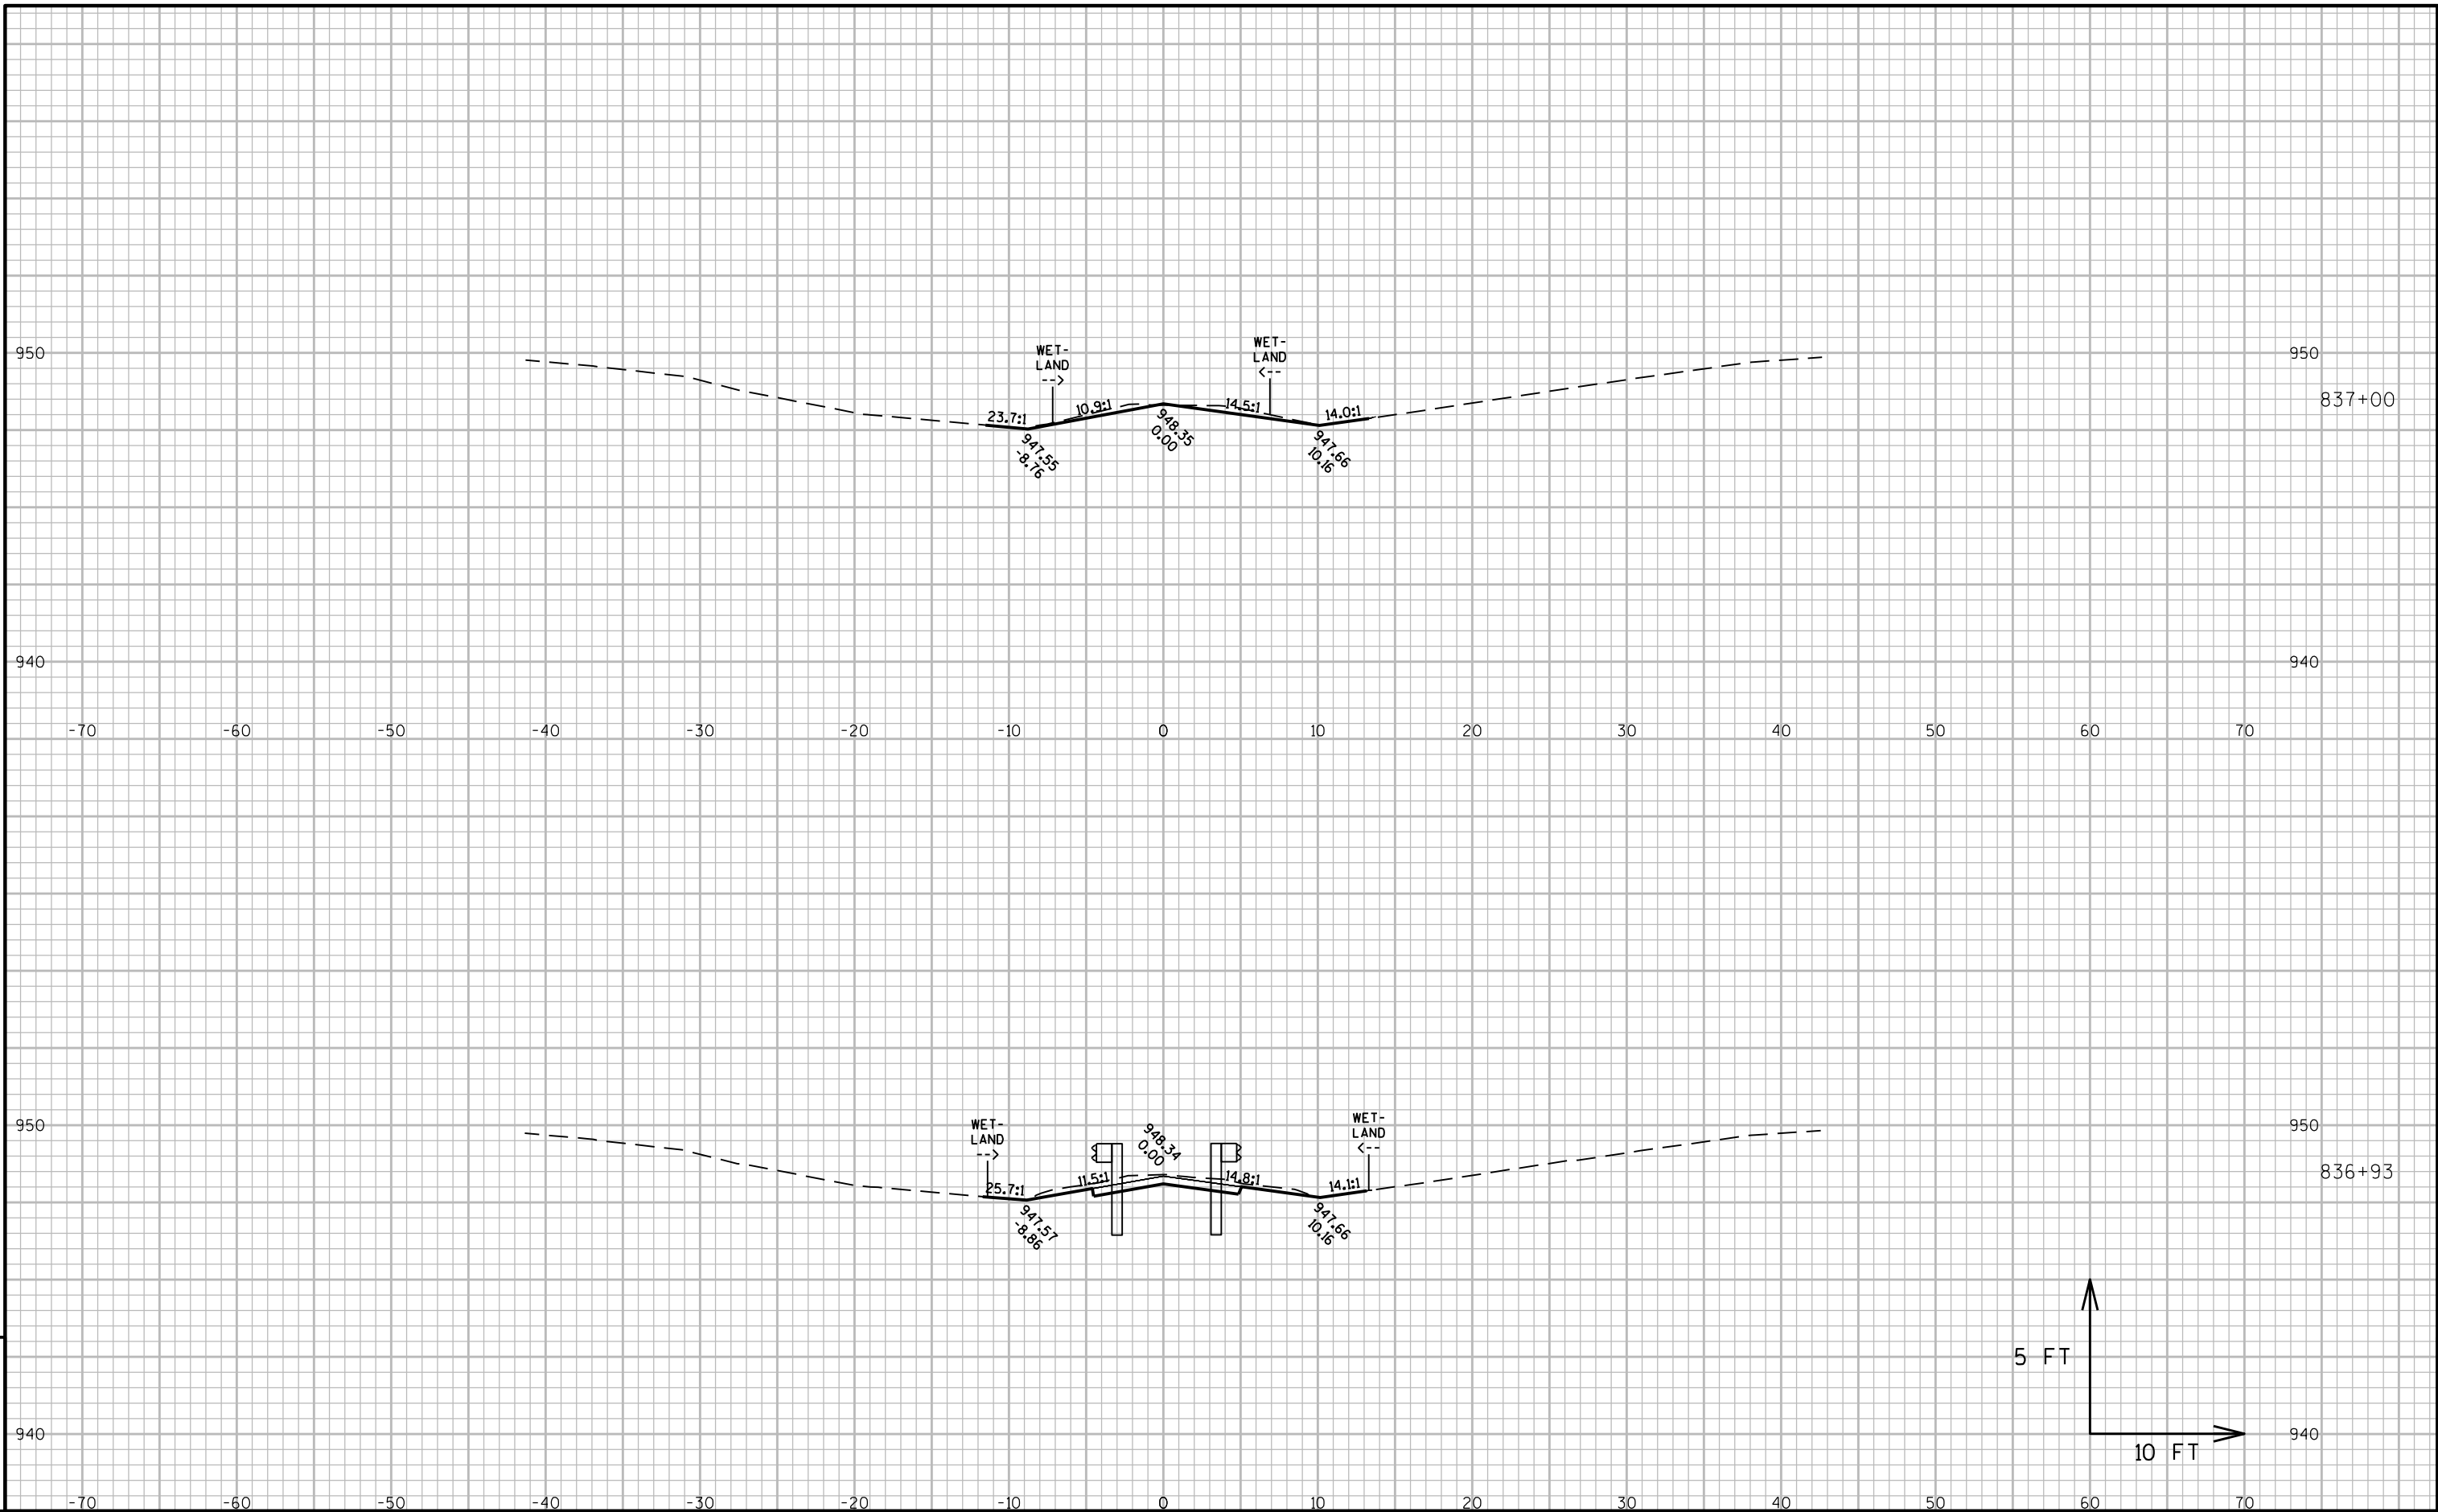 WET-
LAND
-->
WET-
LAND
<--
950
950
23.7:1
10.9:1
14.5:1
14.0:1
837+00
947.55
-8.76
948.35
0.00
947.66
10.16
940
940
-70 -60 -50 -40 -30 -20 -10 0 10 20 30 40 50 60 70
WET-
LAND
-->
WET-
LAND
<--
950
950
948.34
0.00
25.7:1
11.5:1
14.8:1
14.1:1
836+93
947.57
-8.86
947.66
10.16
5 FT
940
940
10 FT
-70 -60 -50 -40 -30 -20 -10 0 10 20 30 40 50 60 70